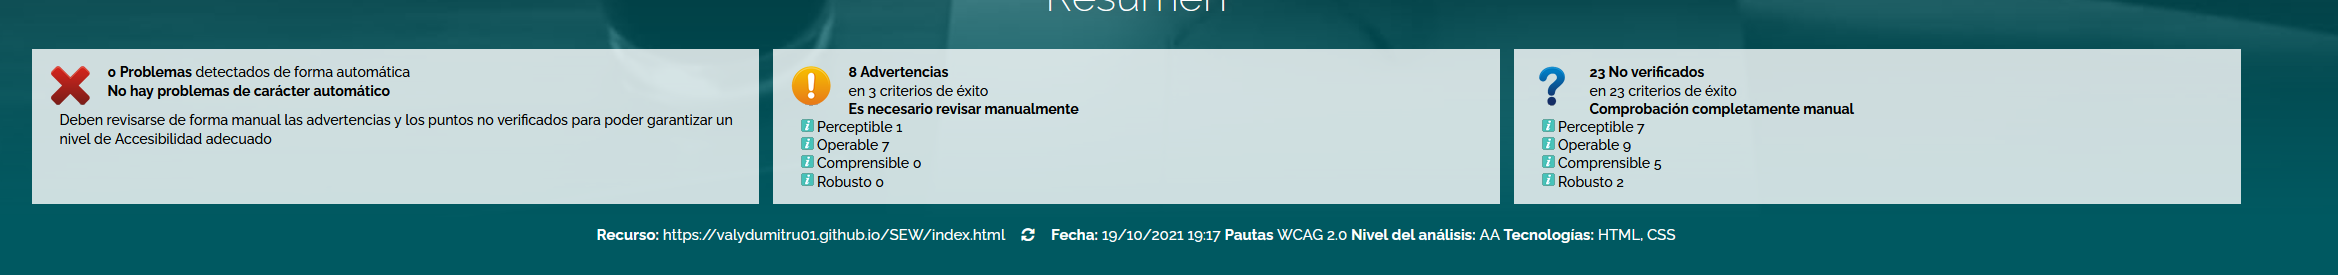 Resumen
0 Problemas detectados de forma automática
No hay problemas de carácter automático
Deben revisarse de forma manual las advertencias y los puntos no verificados para poder garantizar un
nivel de Accesibilidad adecuado
8 Advertencias
en 3 criterios de éxito
Es necesario revisar manualmente
Perceptible 1
Operable 7
Comprensible 0
Robusto 0
23 No verificados
en 23 criterios de éxito
Comprobación completamente manual
Perceptible 7
Operable 9
Comprensible 5
Robusto 2
Recurso: https://valydumitru01.github.io/SEW/index.html Fecha: 19/10/2021 19:17 Pautas WCAG 2.0 Nivel del análisis: AA Tecnologías: HTML, CSS